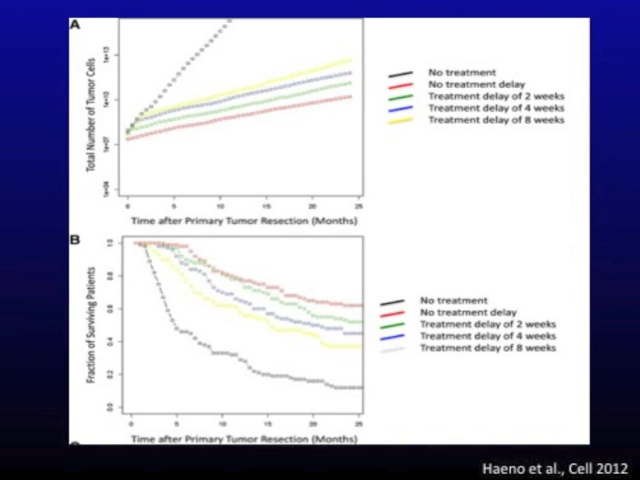 A
Total Number of Tumor Cells
1e+13
1e+10
1e+07
1e+04
0 5 10 15 20 25
Time after Primary Tumor Resection (Months)
No treatment
No treatment delay
Treatment delay of 2 weeks
Treatment delay of 4 weeks
Treatment delay of 8 weeks
B
Fraction of Surviving Patients
1.0
0.8
0.6
0.4
0.2
0.0
0 5 10 15 20 25
Time after Primary Tumor Resection (Months)
No treatment
No treatment delay
Treatment delay of 2 weeks
Treatment delay of 4 weeks
Treatment delay of 8 weeks
Haeno et al., Cell 2012